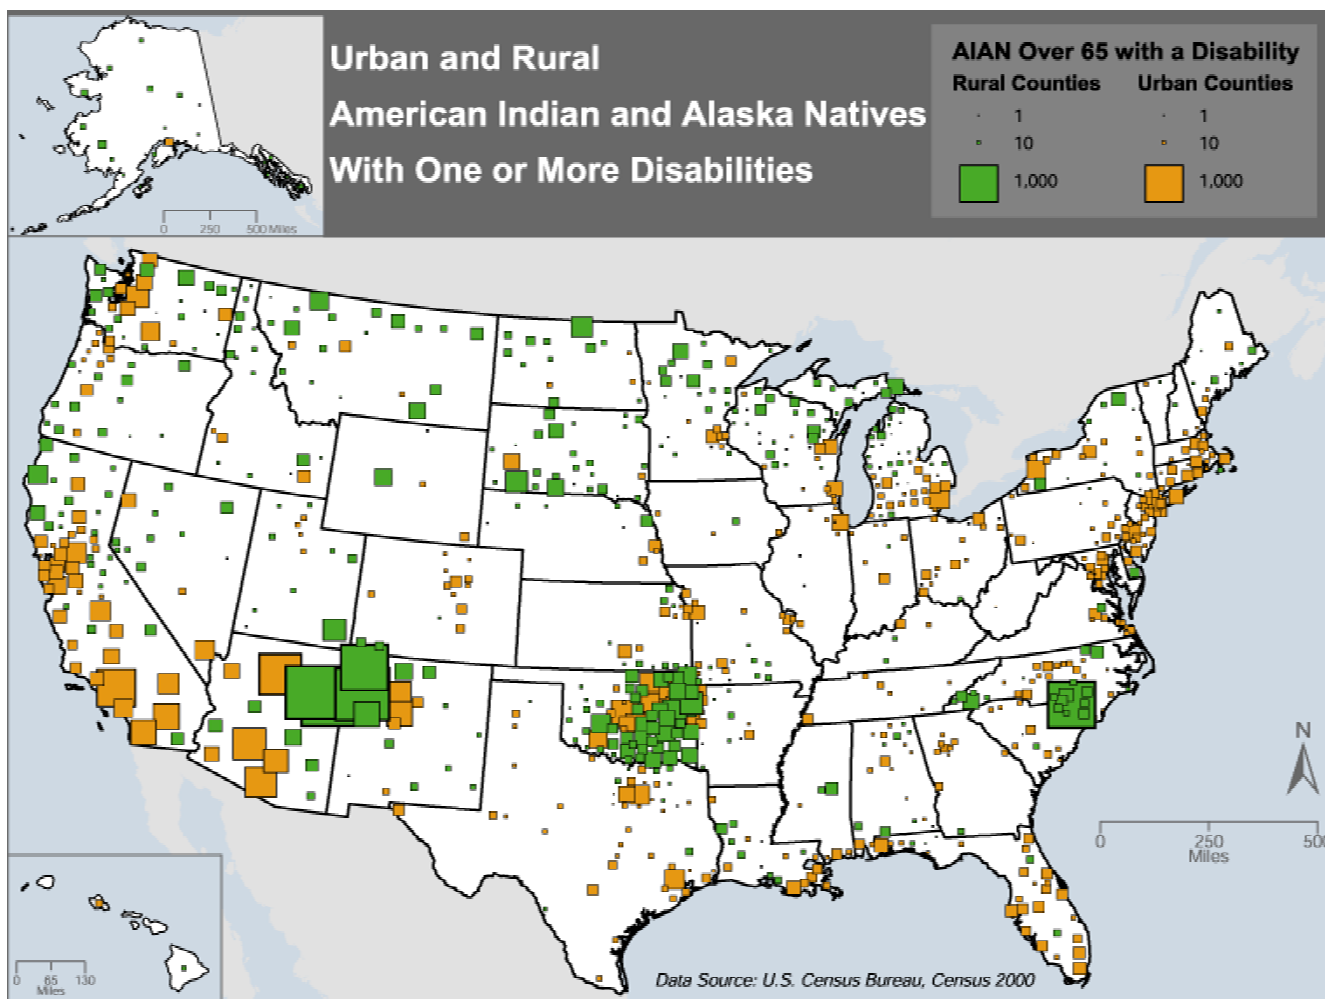 Urban and Rural
American Indian and Alaska Natives
With One or More Disabilities
AIAN Over 65 with a Disability
Rural Counties Urban Counties
1 1
10 10
1,000 1,000
0 250 500 Miles
N
0 250 500
Miles
0 65 130
Miles
Data Source: U.S. Census Bureau, Census 2000